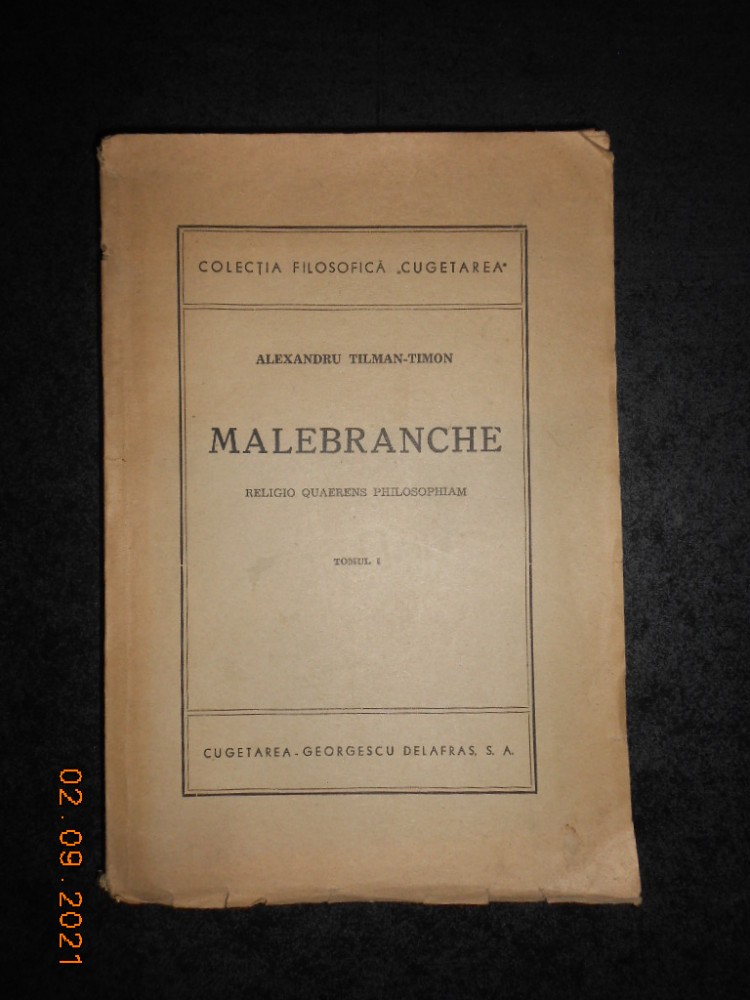 COLECȚIA FILOSOFICĂ „CUGETAREA"
ALEXANDRU TILMAN-TIMON
MALEBRANCHE
RELIGIO QUAERENS PHILOSOPHIAM
TOMUL I
CUGETAREA - GEORGESCU DELAFRAS, S. A.
02.09.2021